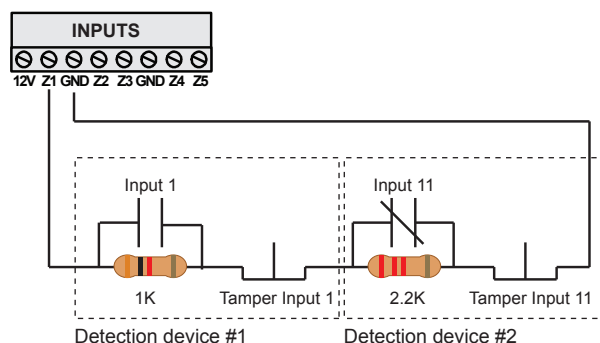 INPUTS
12V Z1 GND Z2 Z3 GND Z4 Z5
Input 1
Input 11
1K
Tamper Input 1
2.2K
Tamper Input 11
Detection device #1
Detection device #2